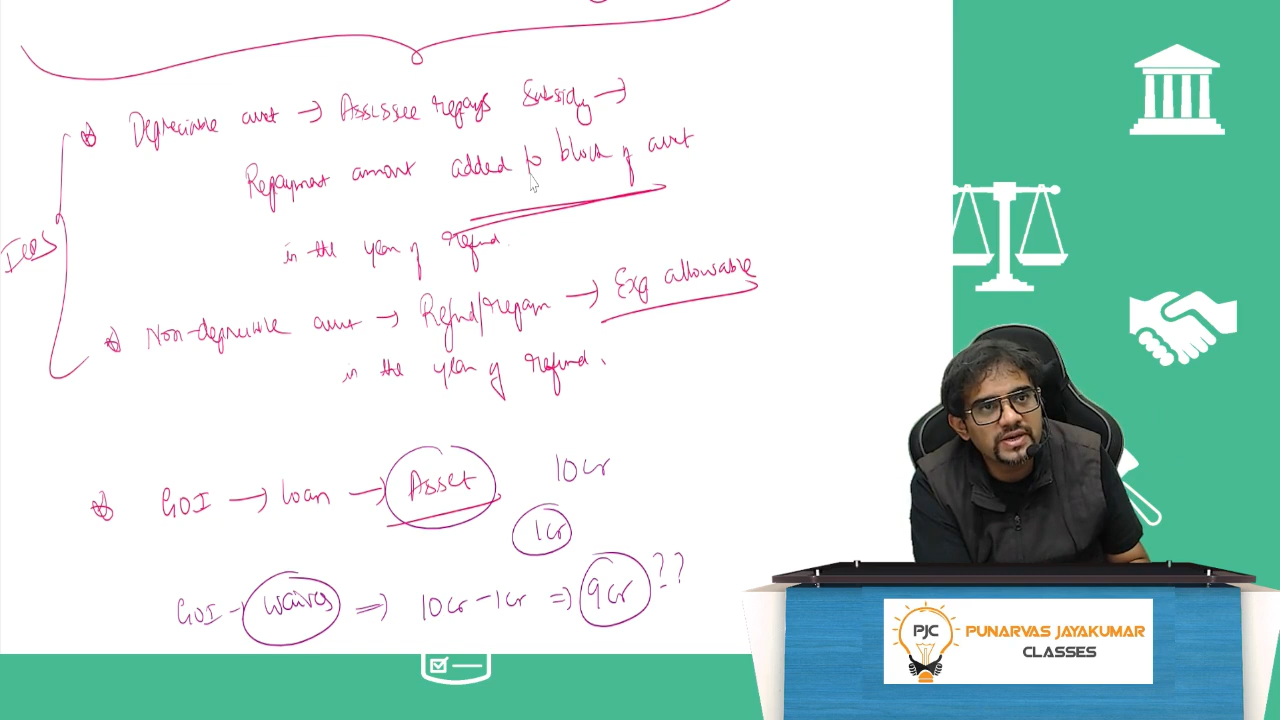 Depreciable asset → Assessee repays subsidy →
Repayment amount added to block of asset
in the year of refund.
ICDS
Non-depreciable asset → Refund/repaym → Exp allowable
in the year of refund.
GOI → loan → Asset 10cr
1cr
GOI → waives ⇒ 10cr - 1cr ⇒ 9cr ??
PJC
PUNARVAS JAYAKUMAR
CLASSES